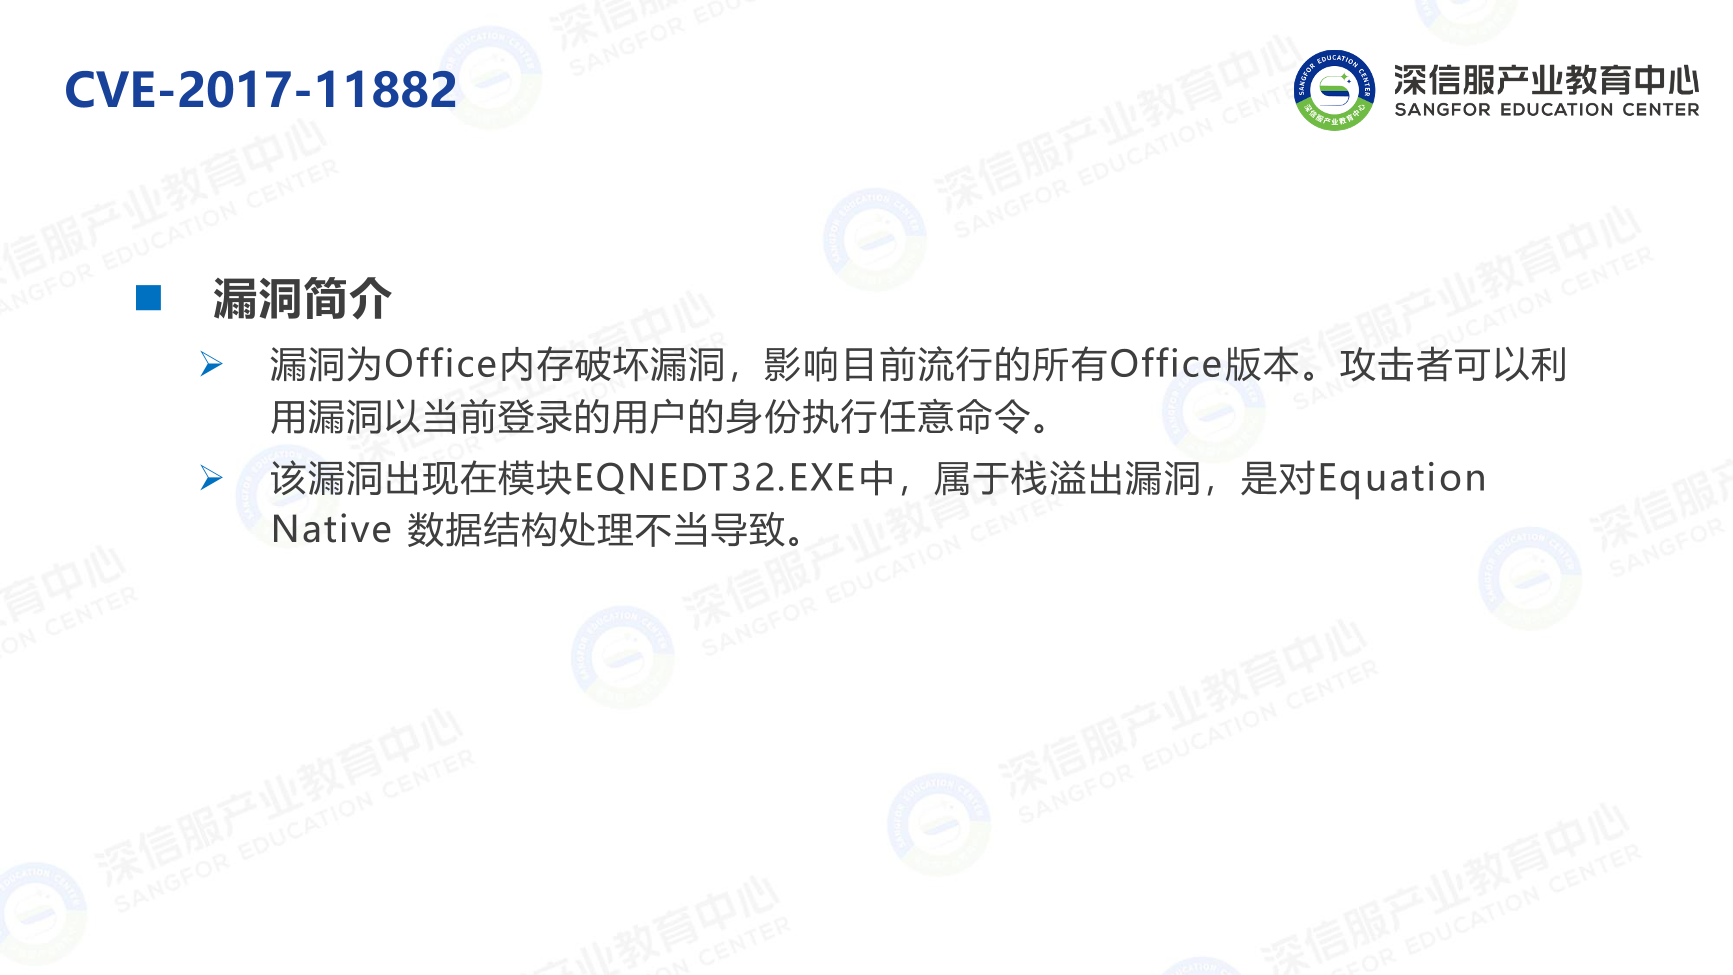 CVE-2017-11882
深信服产业教育中心
SANGFOR EDUCATION CENTER
漏洞简介
漏洞为Office内存破坏漏洞，影响目前流行的所有Office版本。攻击者可以利
用漏洞以当前登录的用户的身份执行任意命令。
该漏洞出现在模块EQNEDT32.EXE中，属于栈溢出漏洞，是对Equation
Native 数据结构处理不当导致。